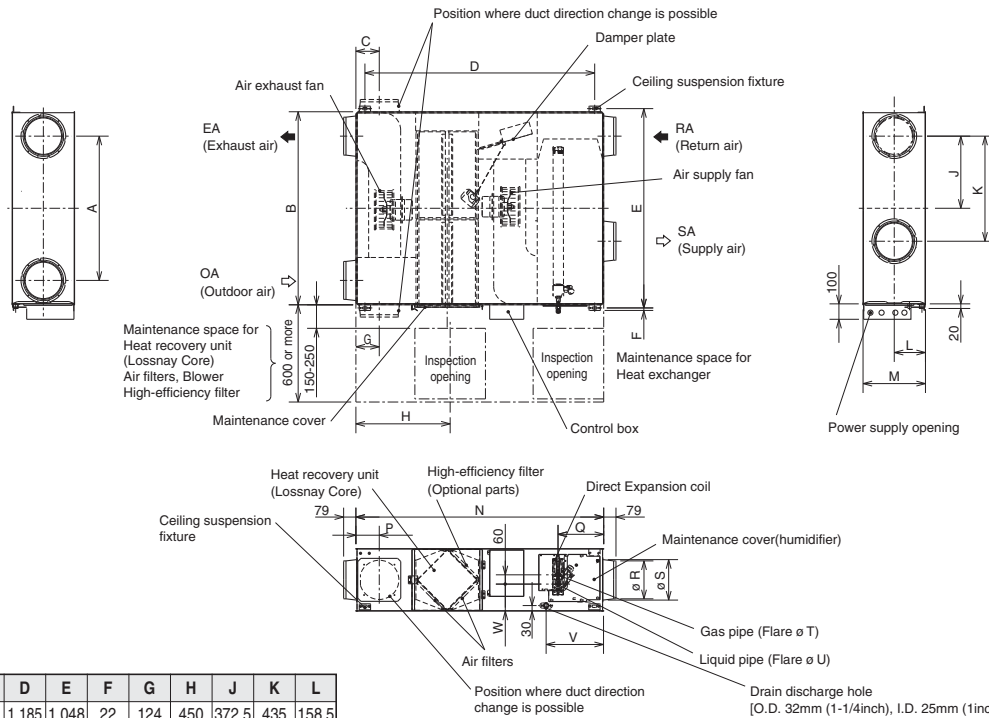 Position where duct direction change is possible
Damper plate
C
D
Ceiling suspension fixture
Air exhaust fan
EA
(Exhaust air)
RA
(Return air)
Air supply fan
A
B
E
J
K
SA
(Supply air)
OA
(Outdoor air)
100
20
F
G
L
M
Maintenance space for
Heat recovery unit
(Lossnay Core)
Air filters, Blower
High-efficiency filter
600 or more
150-250
Inspection
opening
Inspection
opening
Maintenance space for
Heat exchanger
Maintenance cover
H
Control box
Power supply opening
Heat recovery unit
(Lossnay Core)
High-efficiency filter
(Optional parts)
Direct Expansion coil
79
N
79
P
60
Q
Ceiling suspension
fixture
Maintenance cover(humidifier)
ø R
ø S
W
30
V
Gas pipe (Flare ø T)
Liquid pipe (Flare ø U)
Air filters
Position where duct direction
change is possible
Drain discharge hole
[O.D. 32mm (1-1/4inch), I.D. 25mm (1inc
D E F G H J K L
1,185 1,048 22 124 450 372.5 435 158.5